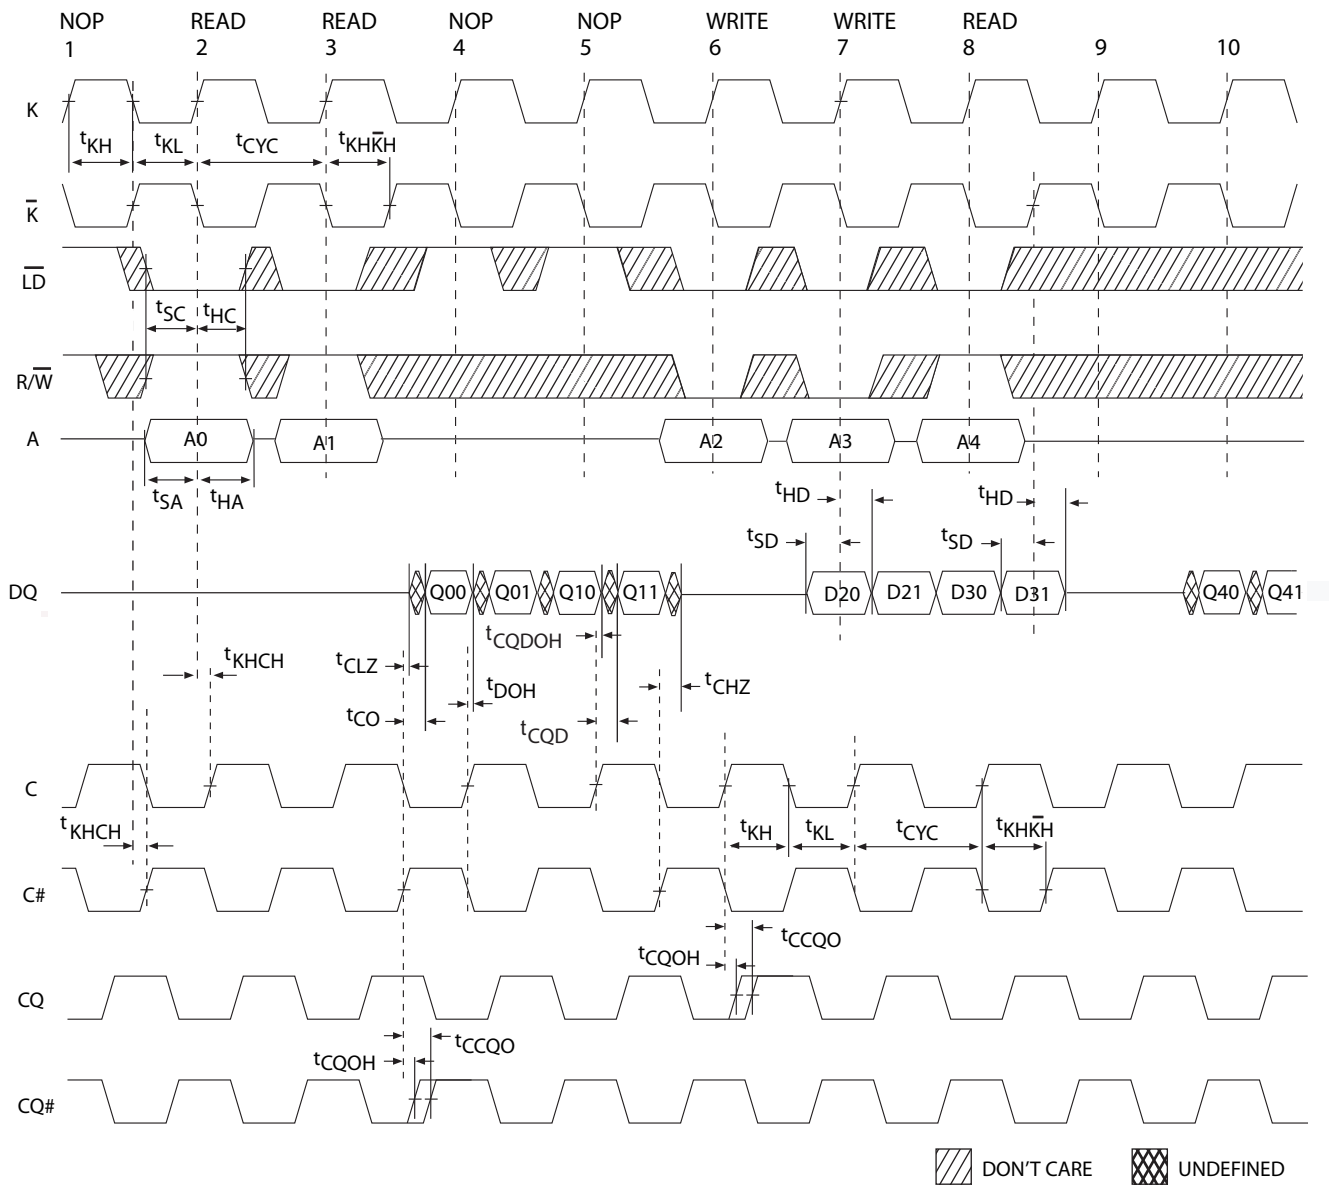 NOP READ READ NOP NOP WRITE WRITE READ
1 2 3 4 5 6 7 8 9 10
K
tKH tKL tCYC tKHK̅H
K̅
L̅D̅
tSC tHC
R/W̅
A A0 A1 A2 A3 A4
tSA tHA tHD tHD
tSD tSD
DQ Q00 Q01 Q10 Q11 D20 D21 D30 D31 Q40 Q41
tCQDOH
tKHCH tCLZ tDOH tCHZ
tCO tCQD
C
tKHCH tKH tKL tCYC tKHK̅H
C#
tCCQO
tCQOH
CQ
tCCQO
tCQOH
CQ#
DON'T CARE UNDEFINED